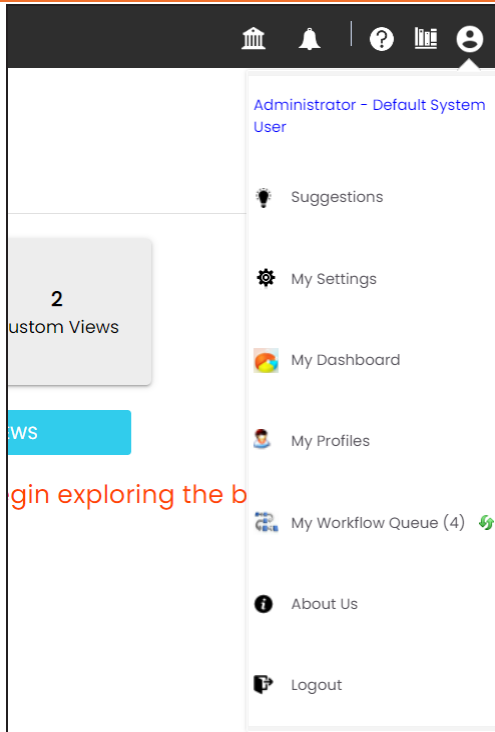 Administrator - Default System
User
Suggestions
2
ustom Views
My Settings
My Dashboard
EWS
My Profiles
gin exploring the b
My Workflow Queue (4)
About Us
Logout